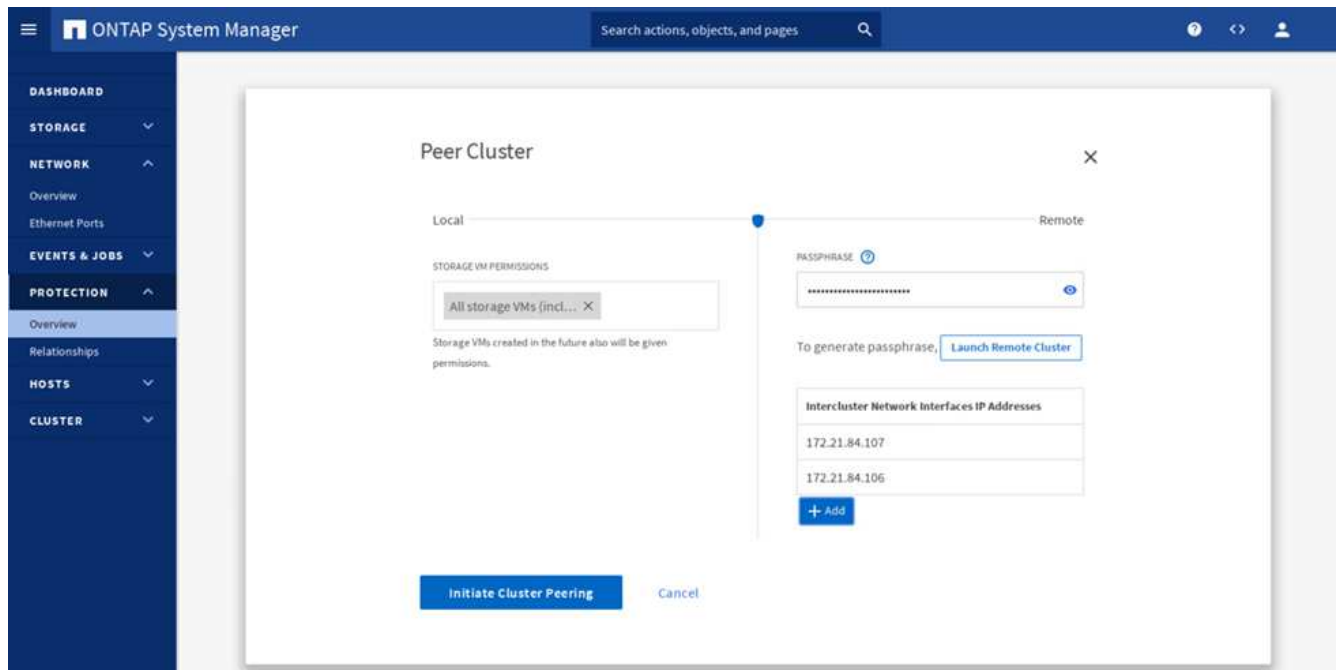 ONTAP System Manager
Search actions, objects, and pages
DASHBOARD
STORAGE
NETWORK
Overview
Ethernet Ports
EVENTS & JOBS
PROTECTION
Overview
Relationships
HOSTS
CLUSTER
Peer Cluster
Local
Remote
STORAGE VM PERMISSIONS
All storage VMs (incl...
Storage VMs created in the future also will be given
permissions.
PASSPHRASE
To generate passphrase, Launch Remote Cluster
Intercluster Network Interfaces IP Addresses
172.21.84.107
172.21.84.106
+ Add
Initiate Cluster Peering
Cancel